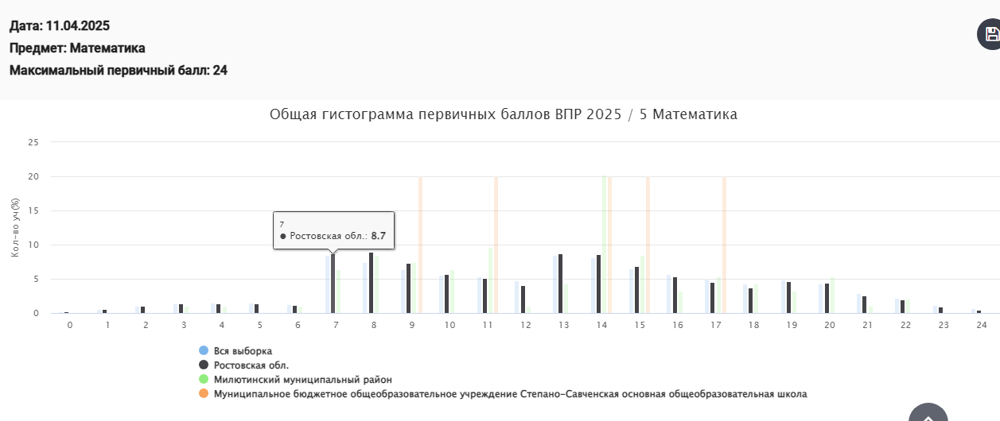 Дата: 11.04.2025
Предмет: Математика
Максимальный первичный балл: 24
Общая гистограмма первичных баллов ВПР 2025 / 5 Математика
Кол-во уч(%)
25
20
15
10
5
0
7
● Ростовская обл.: 8.7
0 1 2 3 4 5 6 7 8 9 10 11 12 13 14 15 16 17 18 19 20 21 22 23 24
Вся выборка
Ростовская обл.
Милютинский муниципальный район
Муниципальное бюджетное общеобразовательное учреждение Степано-Савченская основная общеобразовательная школа